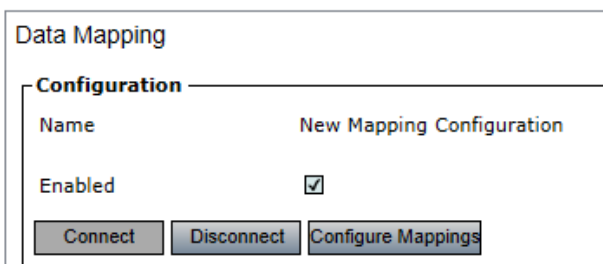 Data Mapping
Configuration
Name New Mapping Configuration
Enabled
Connect Disconnect Configure Mappings